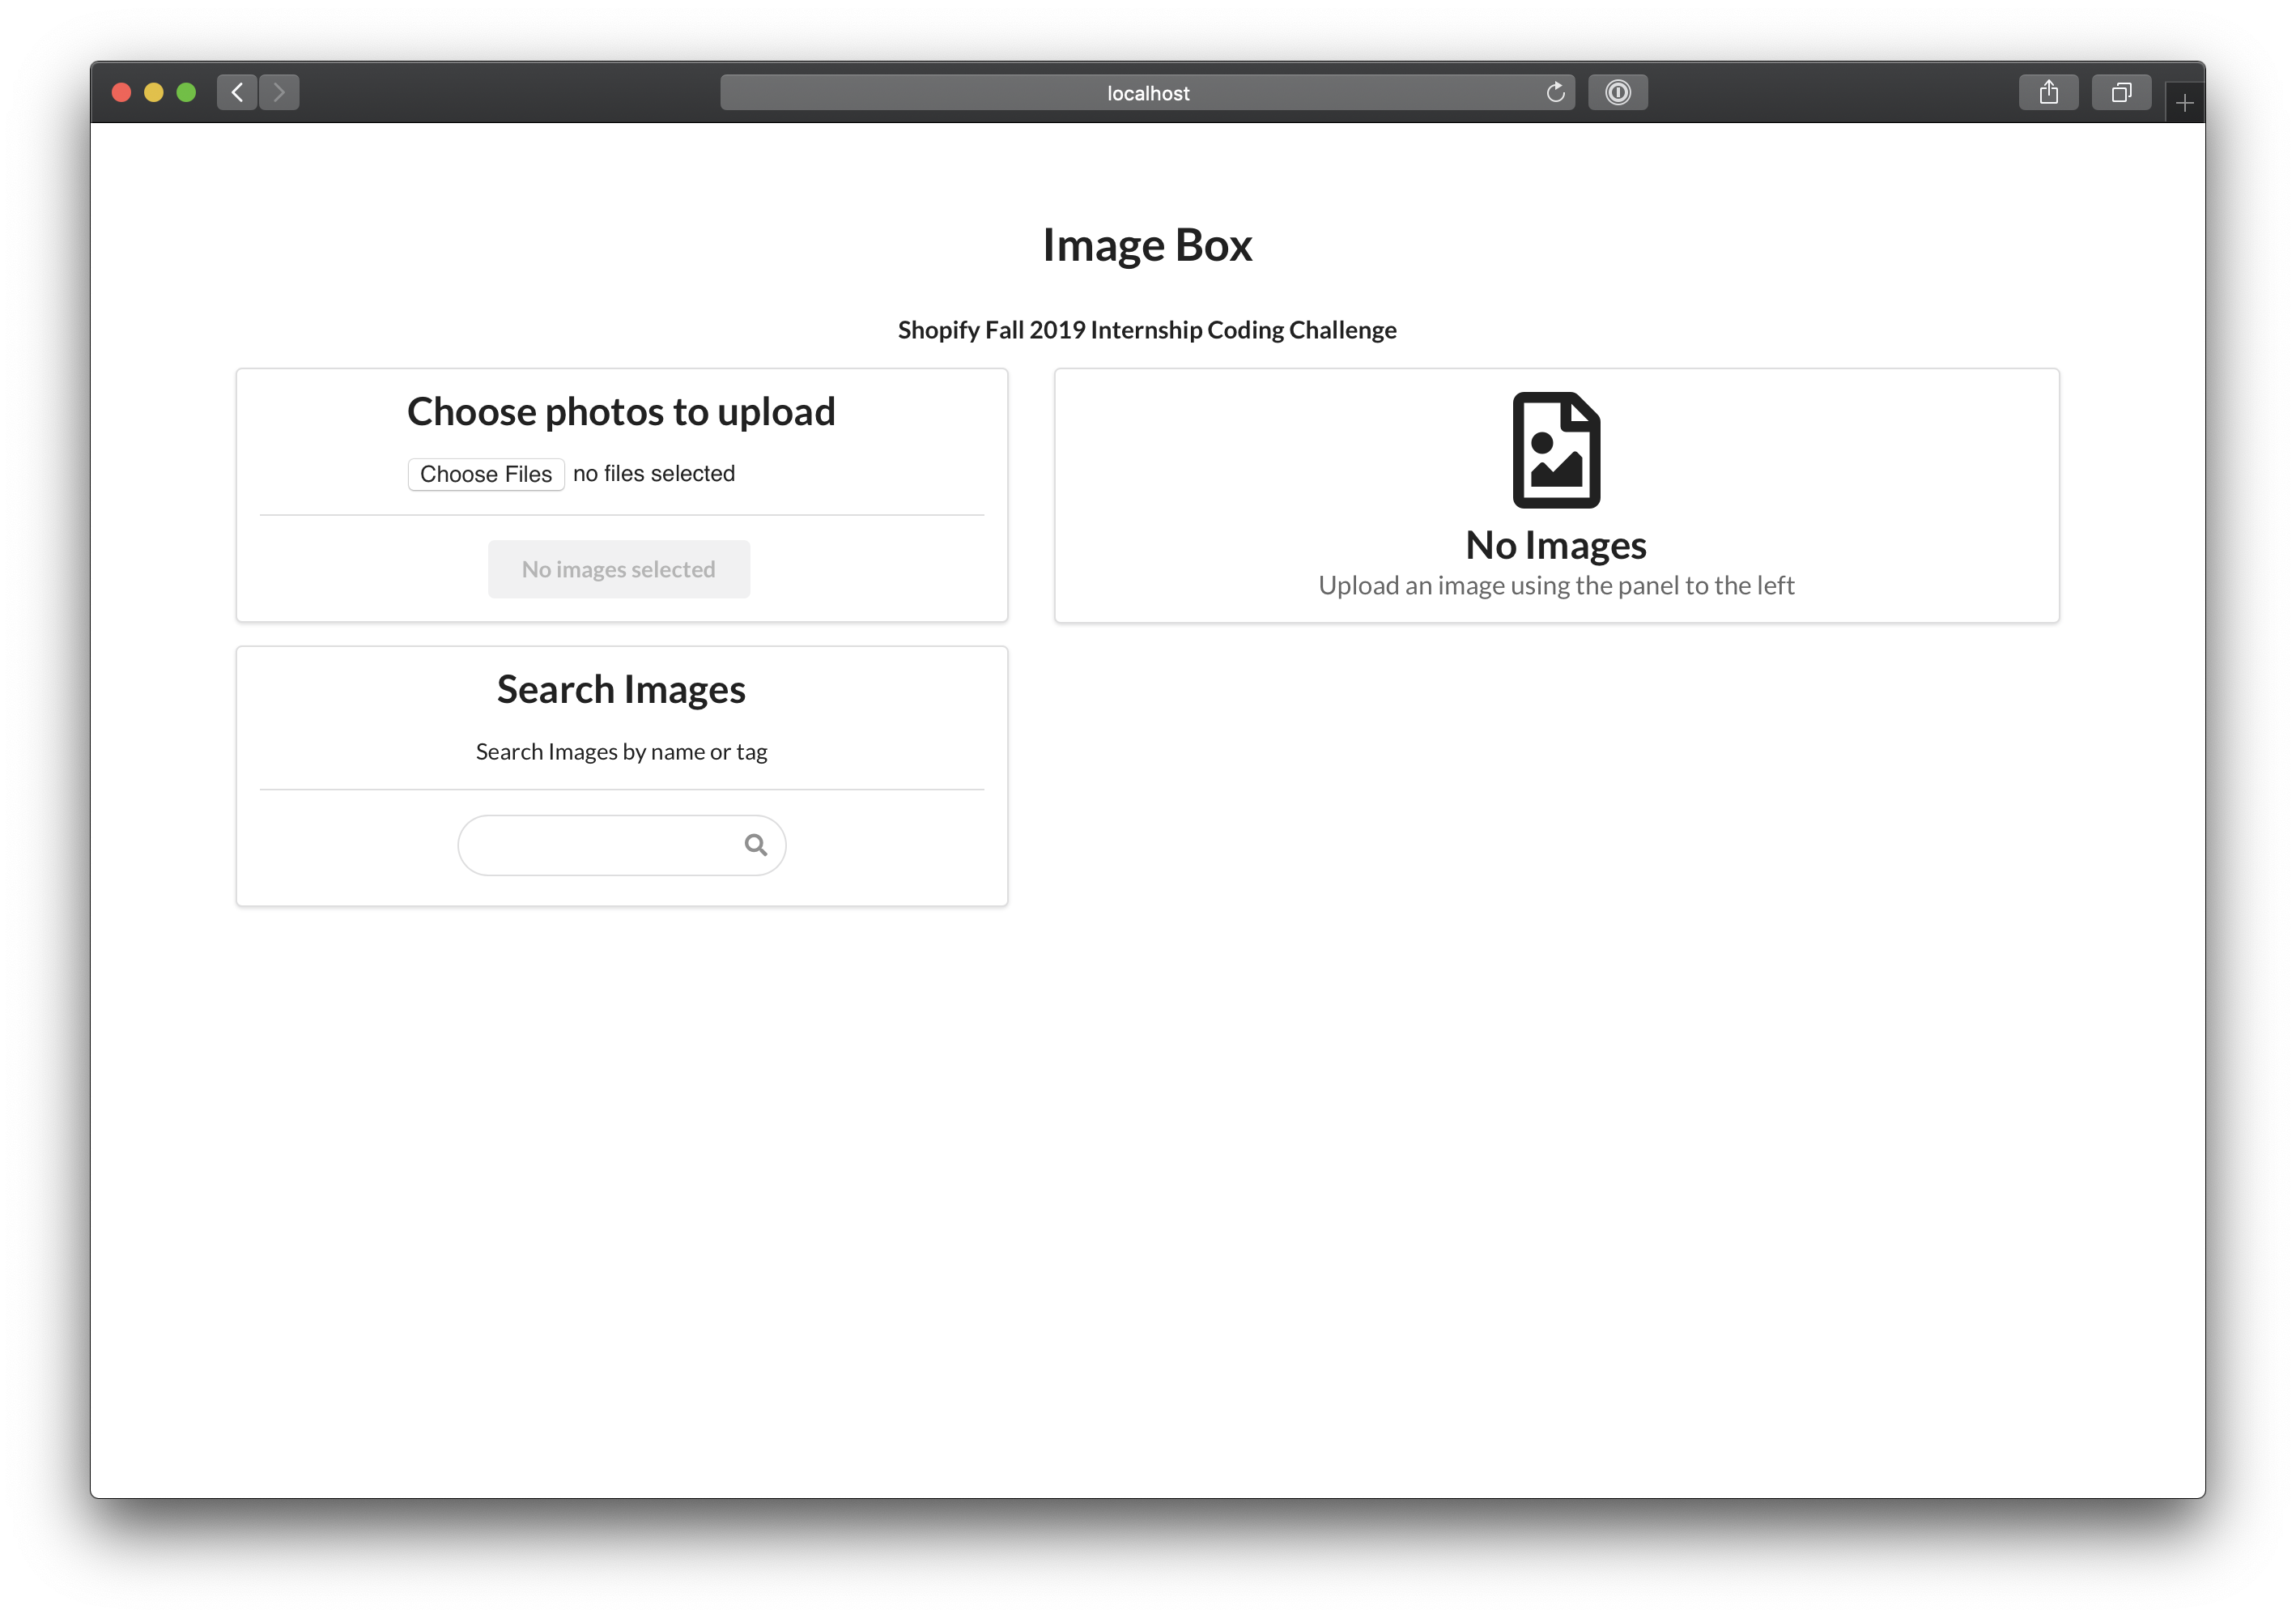 localhost
Image Box
Shopify Fall 2019 Internship Coding Challenge
Choose photos to upload
Choose Files no files selected
No images selected
Search Images
Search Images by name or tag
No Images
Upload an image using the panel to the left